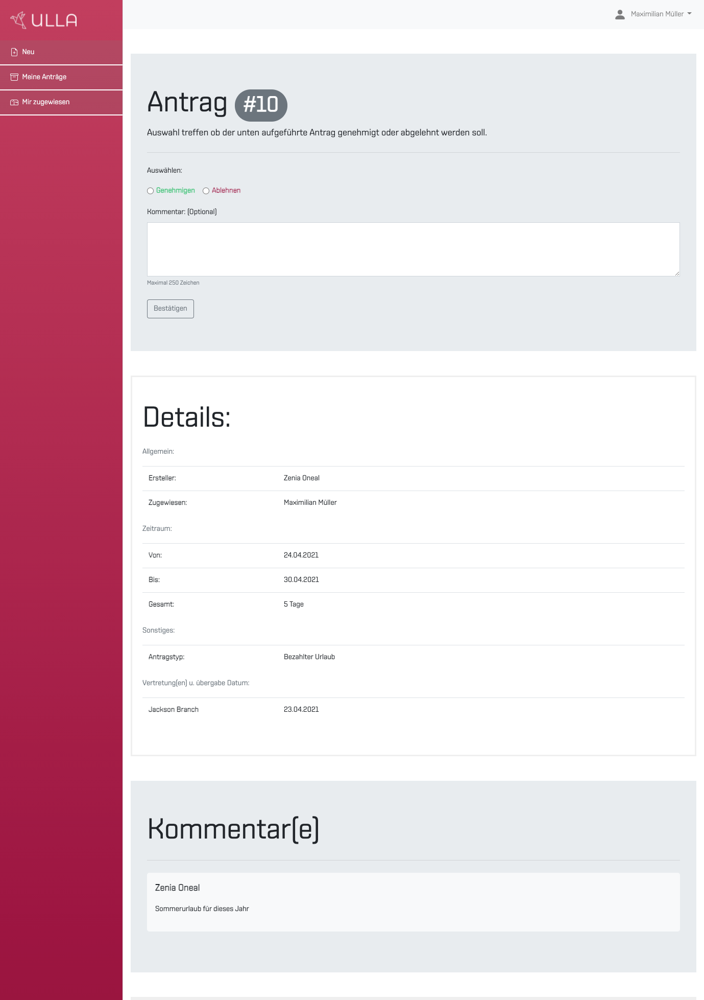 ULLA
Maximilian Müller
Neu
Meine Anträge
Mir zugewiesen
Antrag #10
Auswahl treffen ob der unten aufgeführte Antrag genehmigt oder abgelehnt werden soll.
Auswählen:
Genehmigen Ablehnen
Kommentar: (Optional)
Maximal 250 Zeichen
Bestätigen
Details:
Allgemein:
Ersteller: Zenia Oneal
Zugewiesen: Maximilian Müller
Zeitraum:
Von: 24.04.2021
Bis: 30.04.2021
Gesamt: 5 Tage
Sonstiges:
Antragstyp: Bezahlter Urlaub
Vertretung(en) u. übergabe Datum:
Jackson Branch 23.04.2021
Kommentar(e)
Zenia Oneal
Sommerurlaub für dieses Jahr